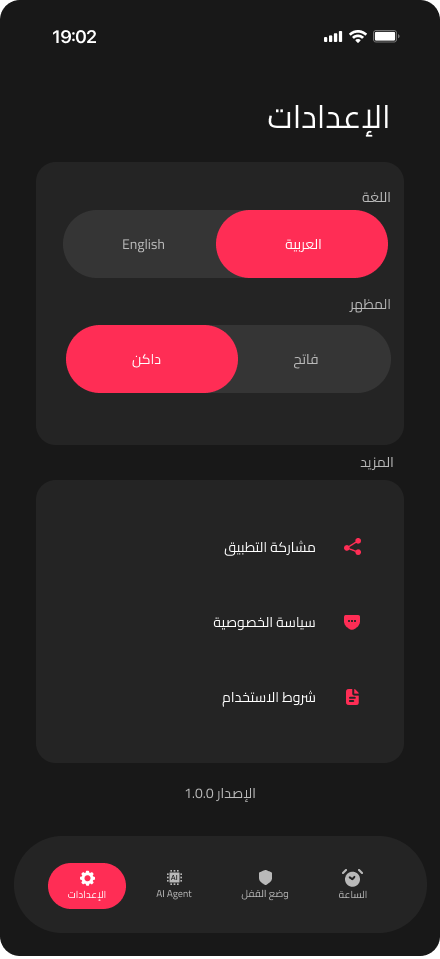 19:02
الإعدادات
اللغة
العربية
English
المظهر
فاتح
داكن
المزيد
مشاركة التطبيق
سياسة الخصوصية
شروط الاستخدام
الإصدار 1.0.0
الساعة
وضع القفل
AI
AI Agent
الإعدادات